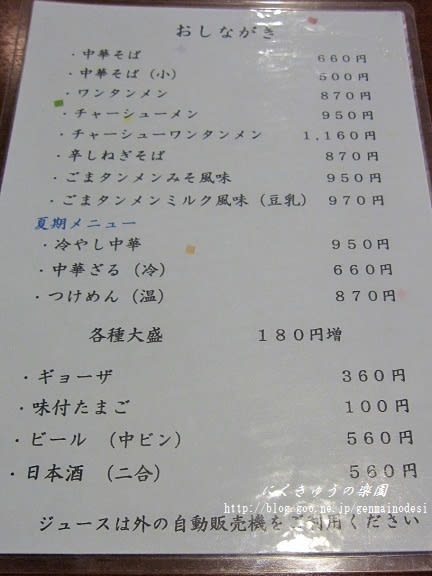 おしながき
・中華そば 660円
・中華そば（小） 500円
・ワンタンメン 870円
・チャーシューメン 950円
・チャーシューワンタンメン 1,160円
・辛しねぎそば 870円
・ごまタンメンみそ風味 950円
・ごまタンメンミルク風味（豆乳） 970円
夏期メニュー
・冷やし中華 950円
・中華ざる（冷） 660円
・つけめん（温） 870円
各種大盛 180円増
・ギョーザ 360円
・味付たまご 100円
・ビール （中ビン） 560円
・日本酒 （二合） 560円
にくきゅうの楽園
http://blog.goo.ne.jp/genmainodesi
ジュースは外の自動販売機をご利用ください